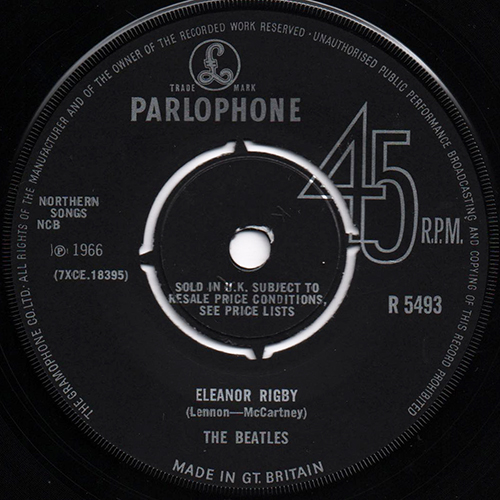 THE GRAMOPHONE CO. LTD. ALL RIGHTS OF THE MANUFACTURER AND OF THE OWNER OF THE RECORDED WORK RESERVED · UNAUTHORISED PUBLIC PERFORMANCE BROADCASTING AND COPYING OF THIS RECORD PROHIBITED
£
TRADE MARK
PARLOPHONE
45
R.P.M.
NORTHERN
SONGS
NCB
℗ 1966
(7XCE.18395)
SOLD IN U.K. SUBJECT TO
RESALE PRICE CONDITIONS,
SEE PRICE LISTS
R 5493
ELEANOR RIGBY
(Lennon—McCartney)
THE BEATLES
MADE IN GT. BRITAIN